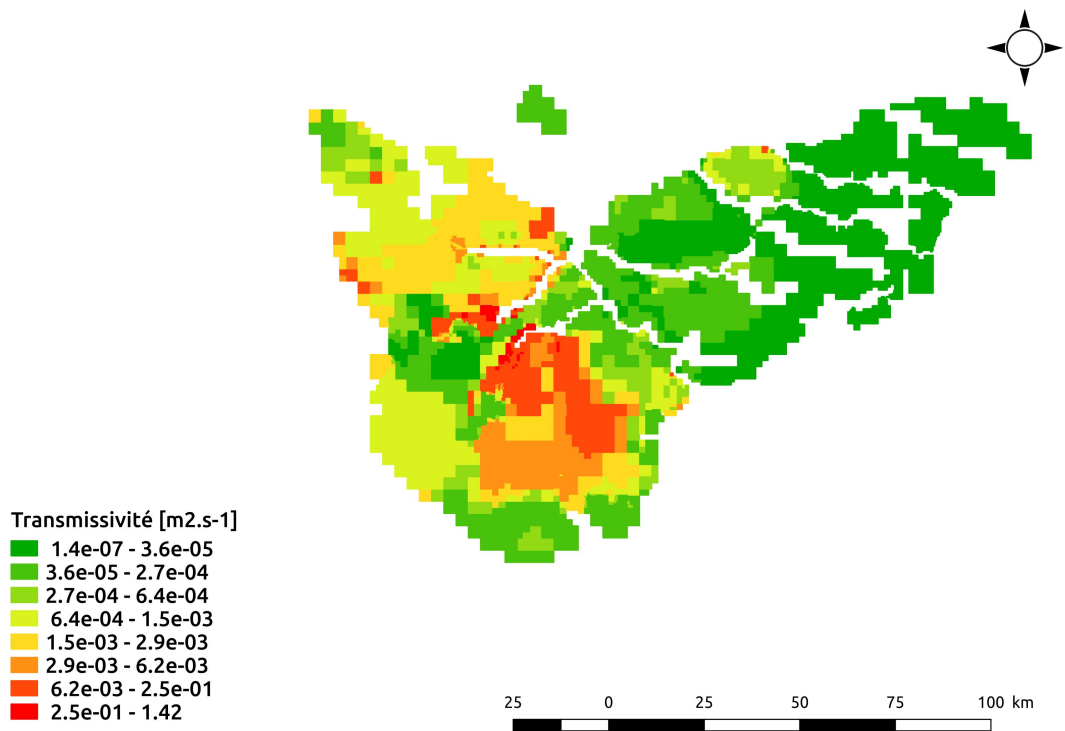 Transmissivité [m2.s-1]
1.4e-07 - 3.6e-05
3.6e-05 - 2.7e-04
2.7e-04 - 6.4e-04
6.4e-04 - 1.5e-03
1.5e-03 - 2.9e-03
2.9e-03 - 6.2e-03
6.2e-03 - 2.5e-01
2.5e-01 - 1.42
25 0 25 50 75 100 km